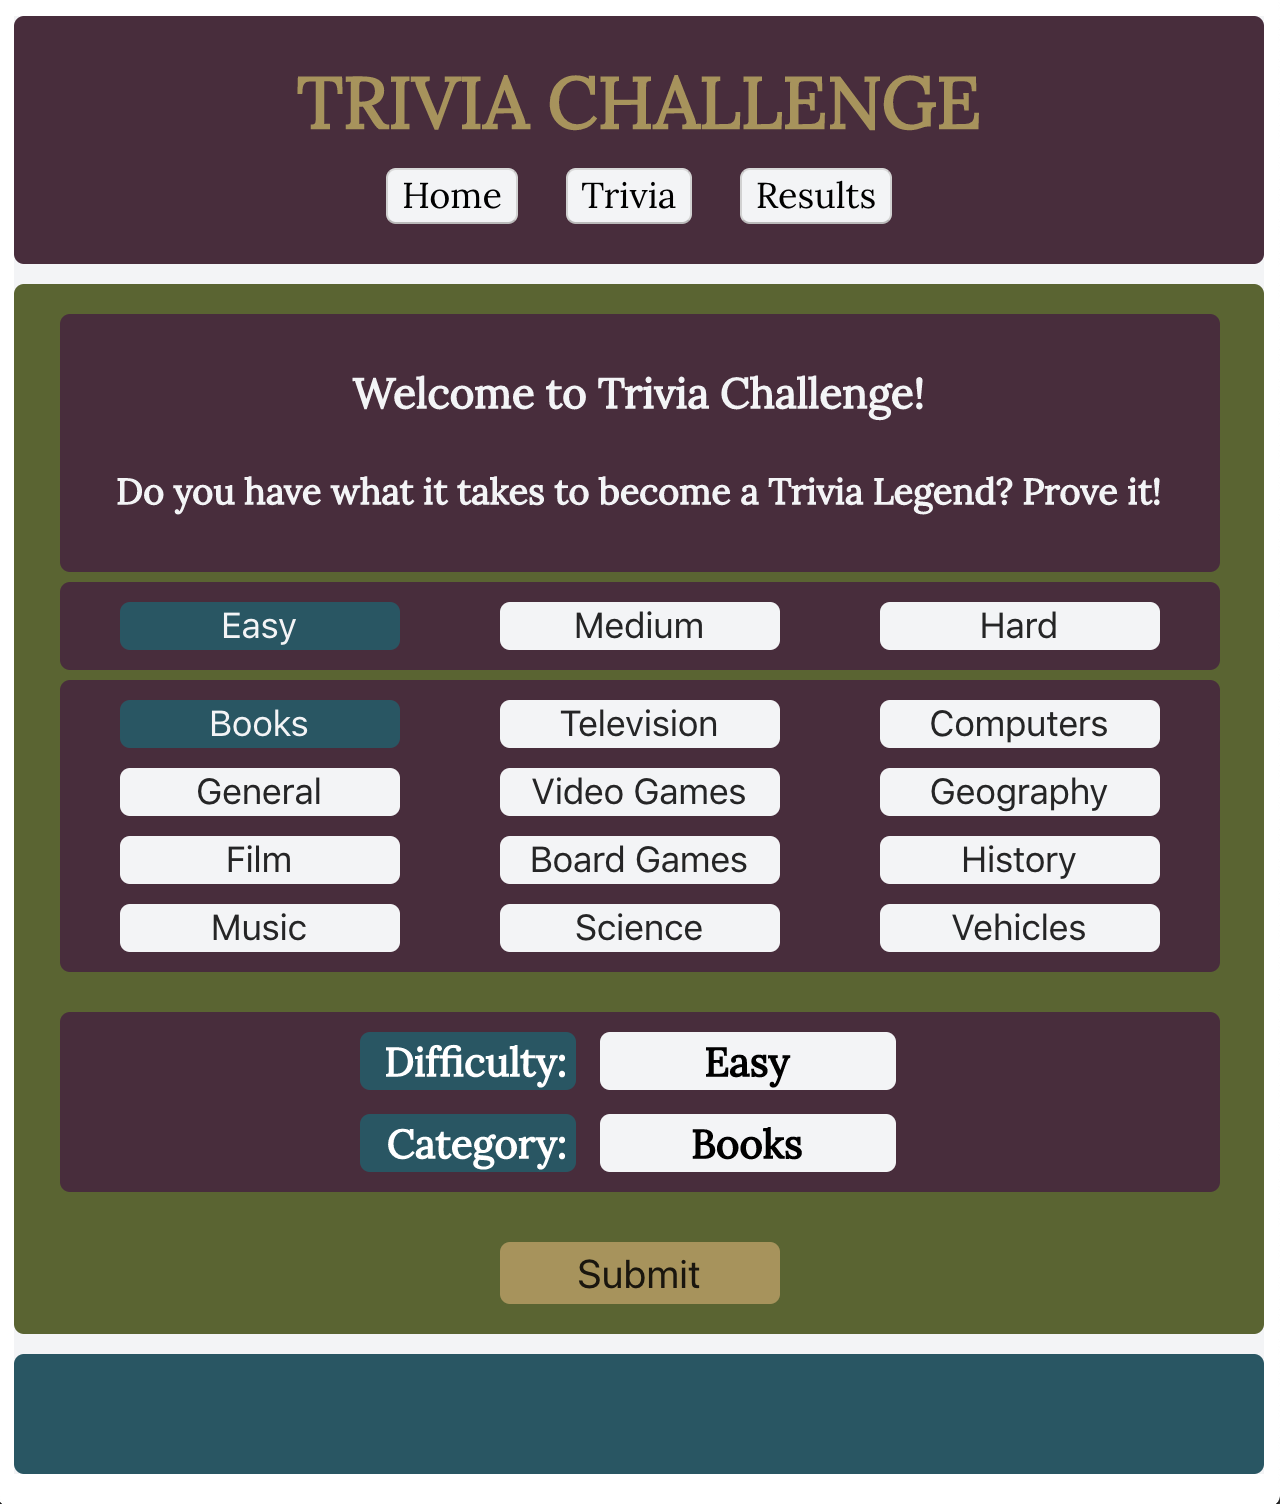 TRIVIA CHALLENGE
Home Trivia Results
Welcome to Trivia Challenge!
Do you have what it takes to become a Trivia Legend? Prove it!
Easy Medium Hard
Books Television Computers
General Video Games Geography
Film Board Games History
Music Science Vehicles
Difficulty: Easy
Category: Books
Submit